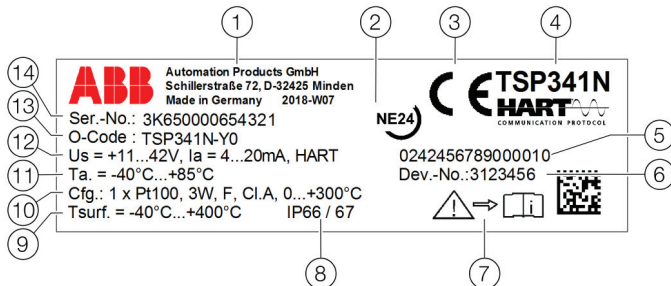 1
2
3
4
ABB
Automation Products GmbH
Schillerstraße 72, D-32425 Minden
Made in Germany 2018-W07
CE
TSP341N
HART
COMMUNICATION PROTOCOL
NE24
14
Ser.-No.: 3K650000654321
13
O-Code : TSP341N-Y0
12
Us = +11...42V, Ia = 4...20mA, HART
0242456789000010
5
11
Ta. = -40°C...+85°C
Dev.-No.:3123456
6
10
Cfg.: 1 x Pt100, 3W, F, Cl.A, 0...+300°C
9
Tsurf. = -40°C...+400°C IP66 / 67
i
8
7